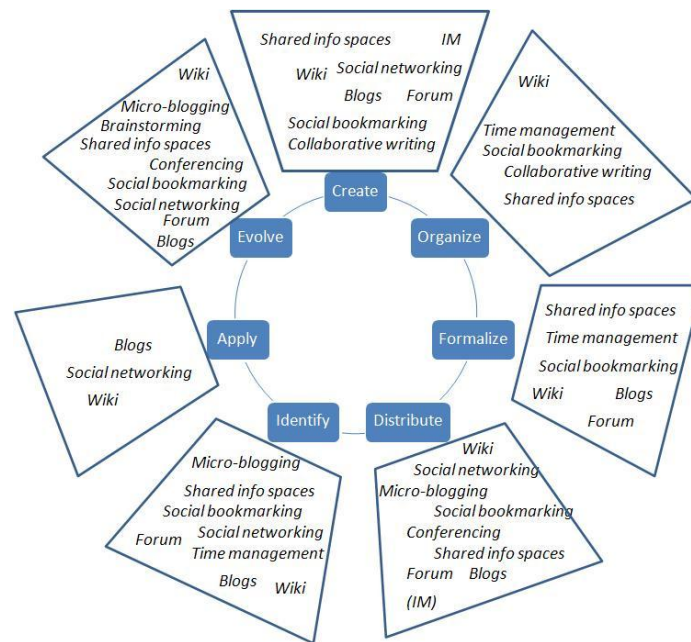 Shared info spaces IM
Wiki Social networking
Blogs Forum
Social bookmarking
Collaborative writing
Create
Wiki
Time management
Social bookmarking
Collaborative writing
Shared info spaces
Organize
Shared info spaces
Time management
Social bookmarking
Wiki Blogs
Forum
Formalize
Wiki
Social networking
Micro-blogging
Social bookmarking
Conferencing
Shared info spaces
Forum Blogs
(IM)
Distribute
Micro-blogging
Shared info spaces
Social bookmarking
Forum Social networking
Time management
Blogs Wiki
Identify
Blogs
Social networking
Wiki
Apply
Wiki
Micro-blogging
Brainstorming
Shared info spaces
Conferencing
Social bookmarking
Social networking
Forum
Blogs
Evolve